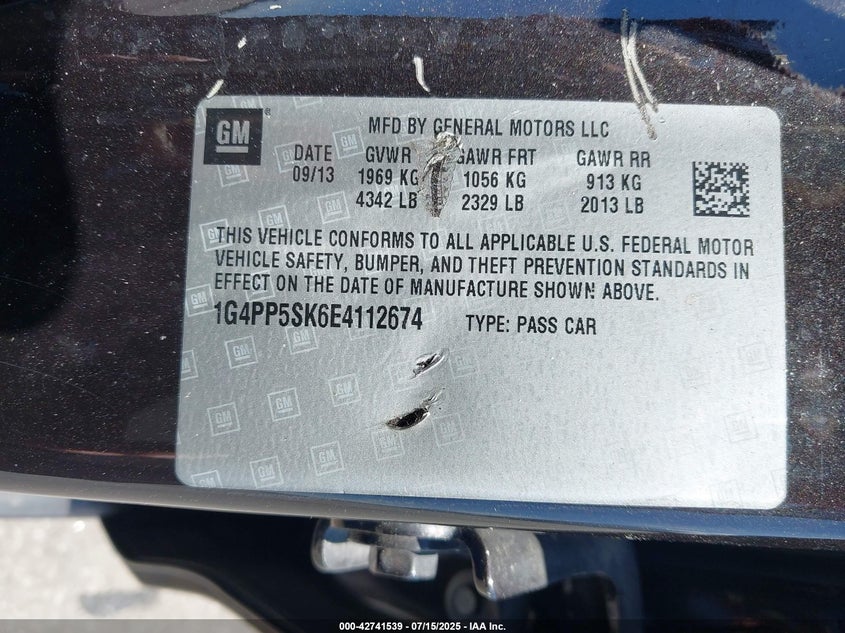 GM
MFD BY GENERAL MOTORS LLC
DATE GVWR GAWR FRT GAWR RR
09/13 1969 KG 1056 KG 913 KG
4342 LB 2329 LB 2013 LB
THIS VEHICLE CONFORMS TO ALL APPLICABLE U.S. FEDERAL MOTOR
VEHICLE SAFETY, BUMPER, AND THEFT PREVENTION STANDARDS IN
EFFECT ON THE DATE OF MANUFACTURE SHOWN ABOVE.
1G4PP5SK6E4112674 TYPE: PASS CAR
000-42741539 - 07/15/2025 - IAA Inc.